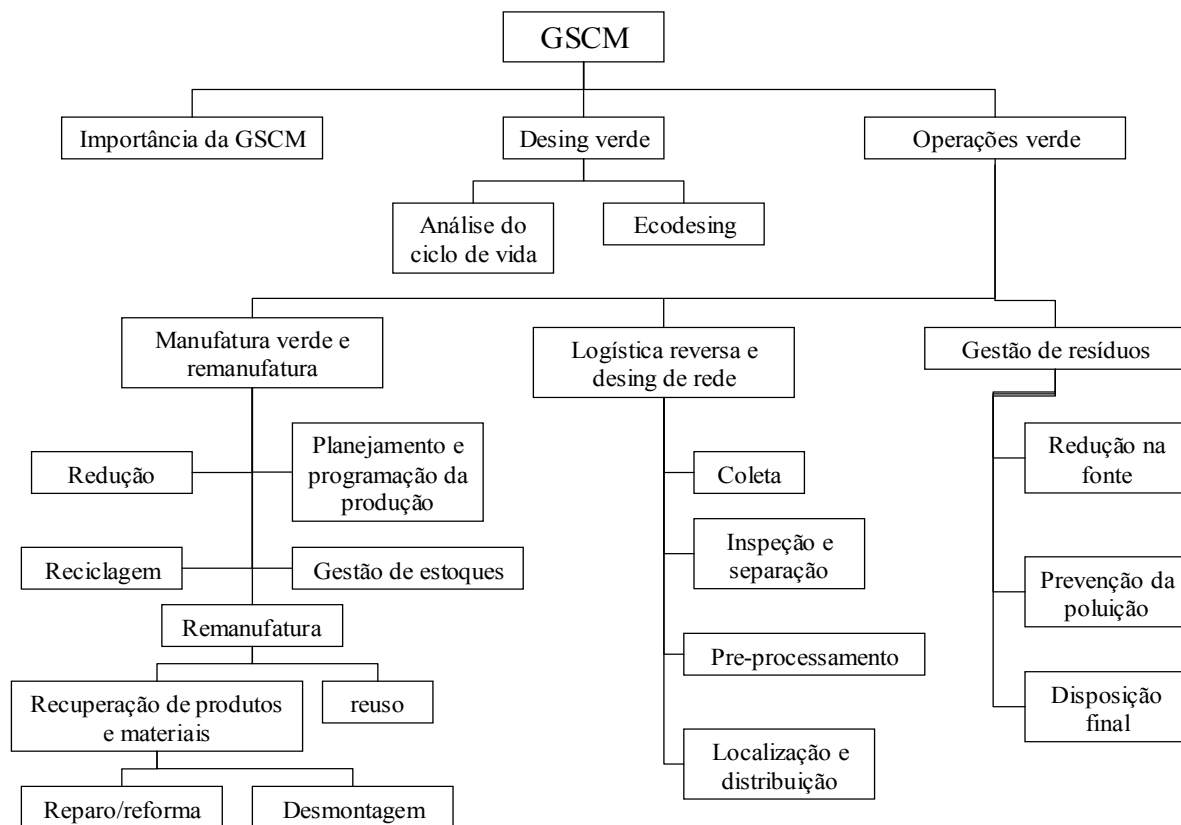 GSCM
Importância da GSCM
Desing verde
Operações verde
Análise do
ciclo de vida
Ecodesing
Manufatura verde e
remanufatura
Logística reversa e
desing de rede
Gestão de resíduos
Redução
Planejamento e
programação da
produção
Reciclagem
Gestão de estoques
Remanufatura
Recuperação de produtos
e materiais
reuso
Reparo/reforma
Desmontagem
Coleta
Inspeção e
separação
Pre-processamento
Localização e
distribuição
Redução na
fonte
Prevenção da
poluição
Disposição
final